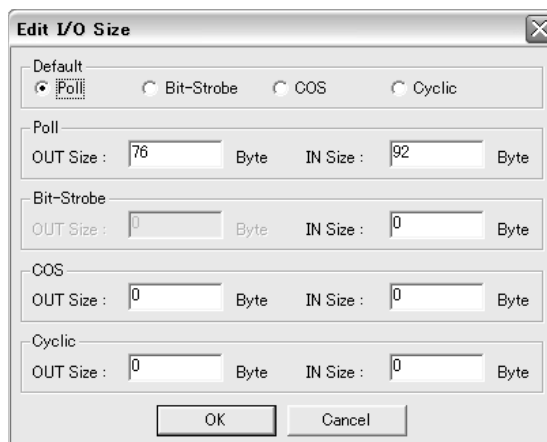 Edit I/O Size
Default
Poll Bit-Strobe COS Cyclic
Poll
OUT Size : 76 Byte IN Size : 92 Byte
Bit-Strobe
OUT Size : 0 Byte IN Size : 0 Byte
COS
OUT Size : 0 Byte IN Size : 0 Byte
Cyclic
OUT Size : 0 Byte IN Size : 0 Byte
OK Cancel